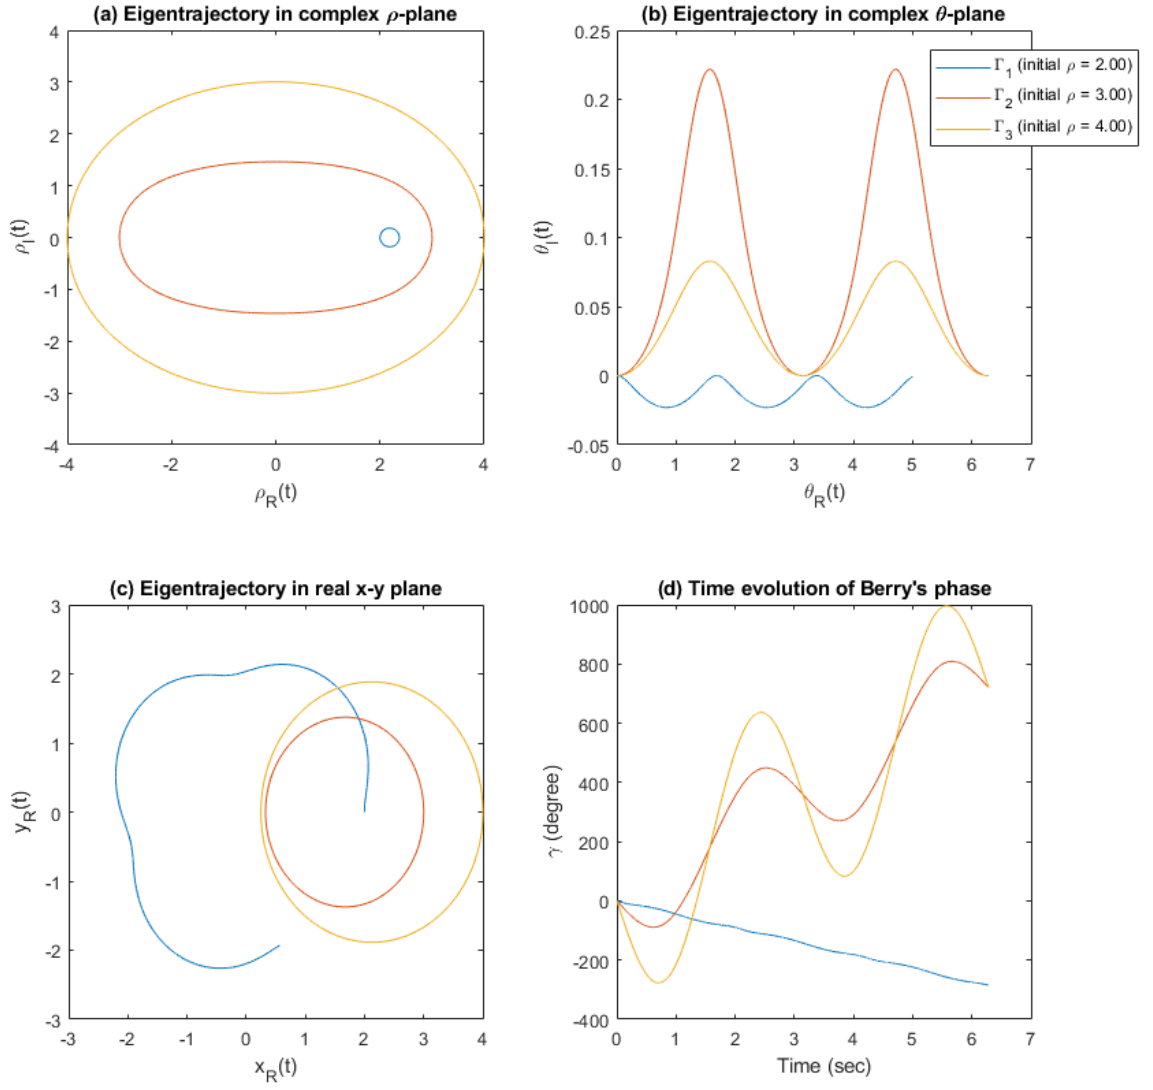 (a) Eigentrajectory in complex ρ-plane
4
3
2
1
0
-1
-2
-3
-4
ρI(t)
-4 -2 0 2 4
ρR(t)
(b) Eigentrajectory in complex θ-plane
0.25
0.2
0.15
0.1
0.05
0
-0.05
θI(t)
Γ1 (initial ρ = 2.00)
Γ2 (initial ρ = 3.00)
Γ3 (initial ρ = 4.00)
0 1 2 3 4 5 6 7
θR(t)
(c) Eigentrajectory in real x-y plane
3
2
1
0
-1
-2
-3
yR(t)
-3 -2 -1 0 1 2 3 4
xR(t)
(d) Time evolution of Berry's phase
1000
800
600
400
200
0
-200
-400
γ (degree)
0 1 2 3 4 5 6 7
Time (sec)